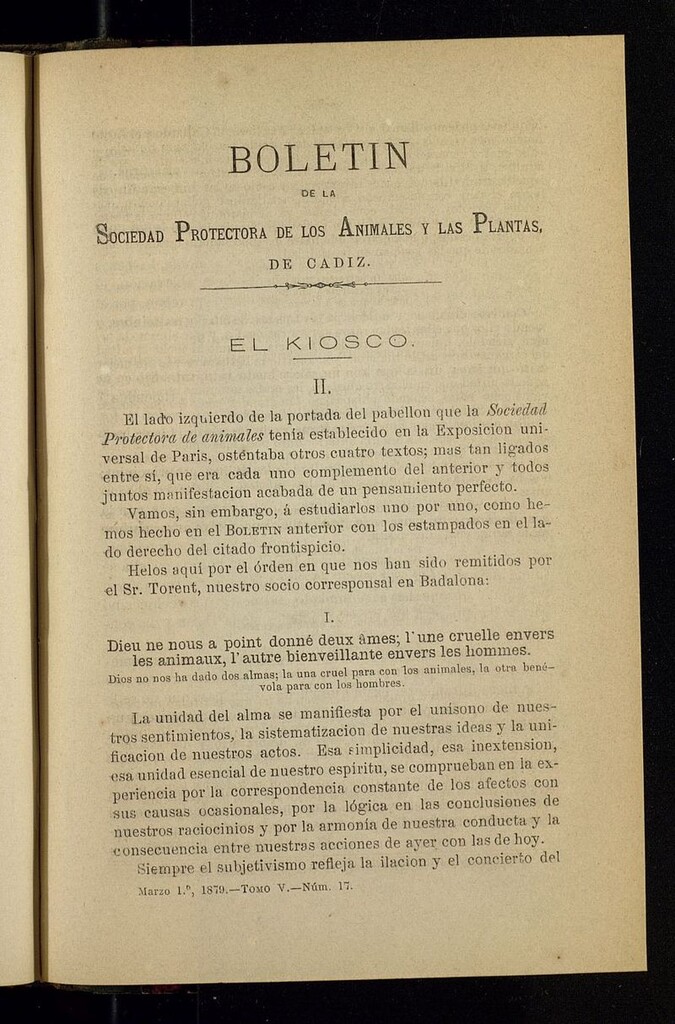 BOLETIN
DE LA
SOCIEDAD PROTECTORA DE LOS ANIMALES Y LAS PLANTAS,
DE CADIZ.
EL KIOSCO.
II.
El lado izquierdo de la portada del pabellon que la Sociedad
Protectora de animales tenía establecido en la Exposicion uni-
versal de Paris, osténtaba otros cuatro textos; mas tan ligados
entre sí, que era cada uno complemento del anterior y todos
juntos manifestacion acabada de un pensamiento perfecto.
Vamos, sin embargo, á estudiarlos uno por uno, como he-
mos hecho en el BOLETIN anterior con los estampados en el la-
do derecho del citado frontispicio.
Helos aquí por el órden en que nos han sido remitidos por
el Sr. Torent, nuestro socio corresponsal en Badalona:
I.
Dieu ne nous a point donné deux âmes; l'une cruelle envers
les animaux, l'autre bienveillante envers les hommes.
Dios no nos ha dado dos almas; la una cruel para con los animales, la otra bené-
vola para con los hombres.
La unidad del alma se manifiesta por el unísono de nues-
tros sentimientos, la sistematizacion de nuestras ideas y la uni-
ficacion de nuestros actos. Esa simplicidad, esa inextension,
esa unidad esencial de nuestro espíritu, se comprueban en la ex-
periencia por la correspondencia constante de los afectos con
sus causas ocasionales, por la lógica en las conclusiones de
nuestros raciocinios y por la armonía de nuestra conducta y la
consecuencia entre nuestras acciones de ayer con las de hoy.
Siempre el subjetivismo refleja la ilacion y el concierto del
Marzo 1.º, 1879.—TOMO V.—Núm. 17.